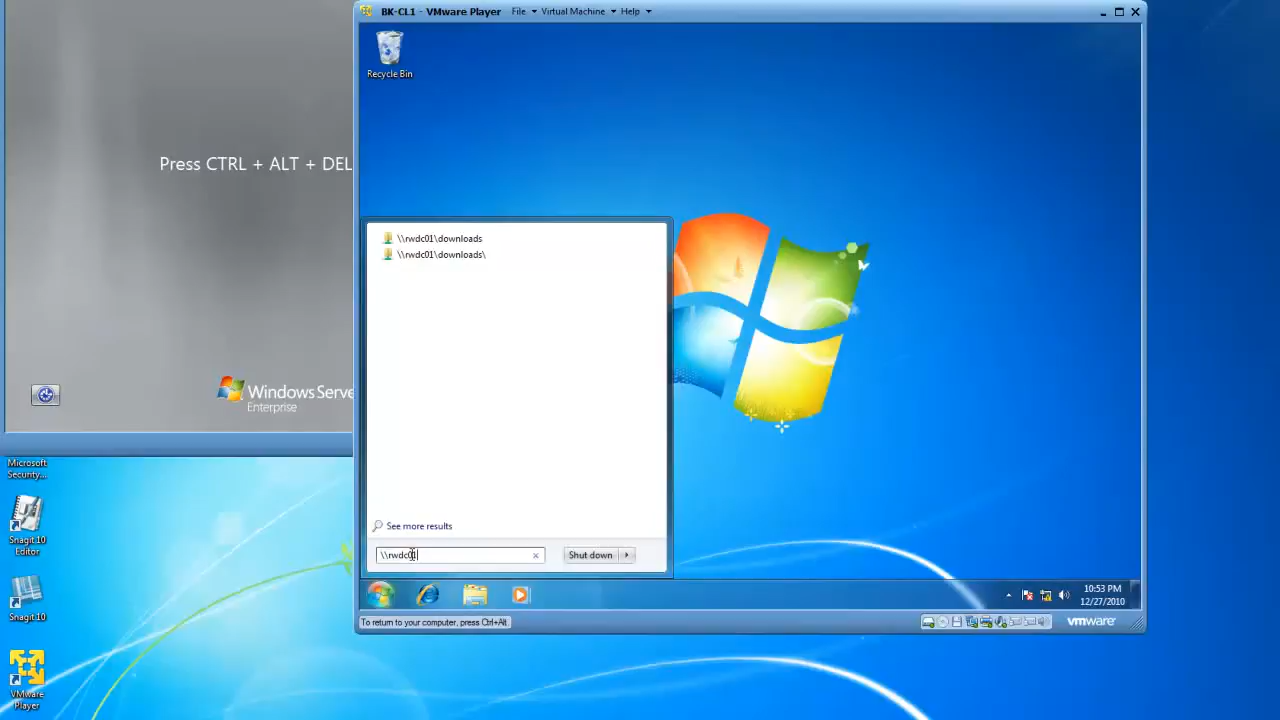 BK-CL1 - VMware Player File Virtual Machine Help
Recycle Bin
Press CTRL + ALT + DEL
\\rwdc01\downloads
\\rwdc01\downloads\
Windows Serve
Enterprise
Microsoft
Security...
Snagit 10
Editor
See more results
\\rwdc01
Shut down
10:53 PM
12/27/2010
Snagit 10
To return to your computer, press Ctrl+Alt.
vmware
VMware
Player